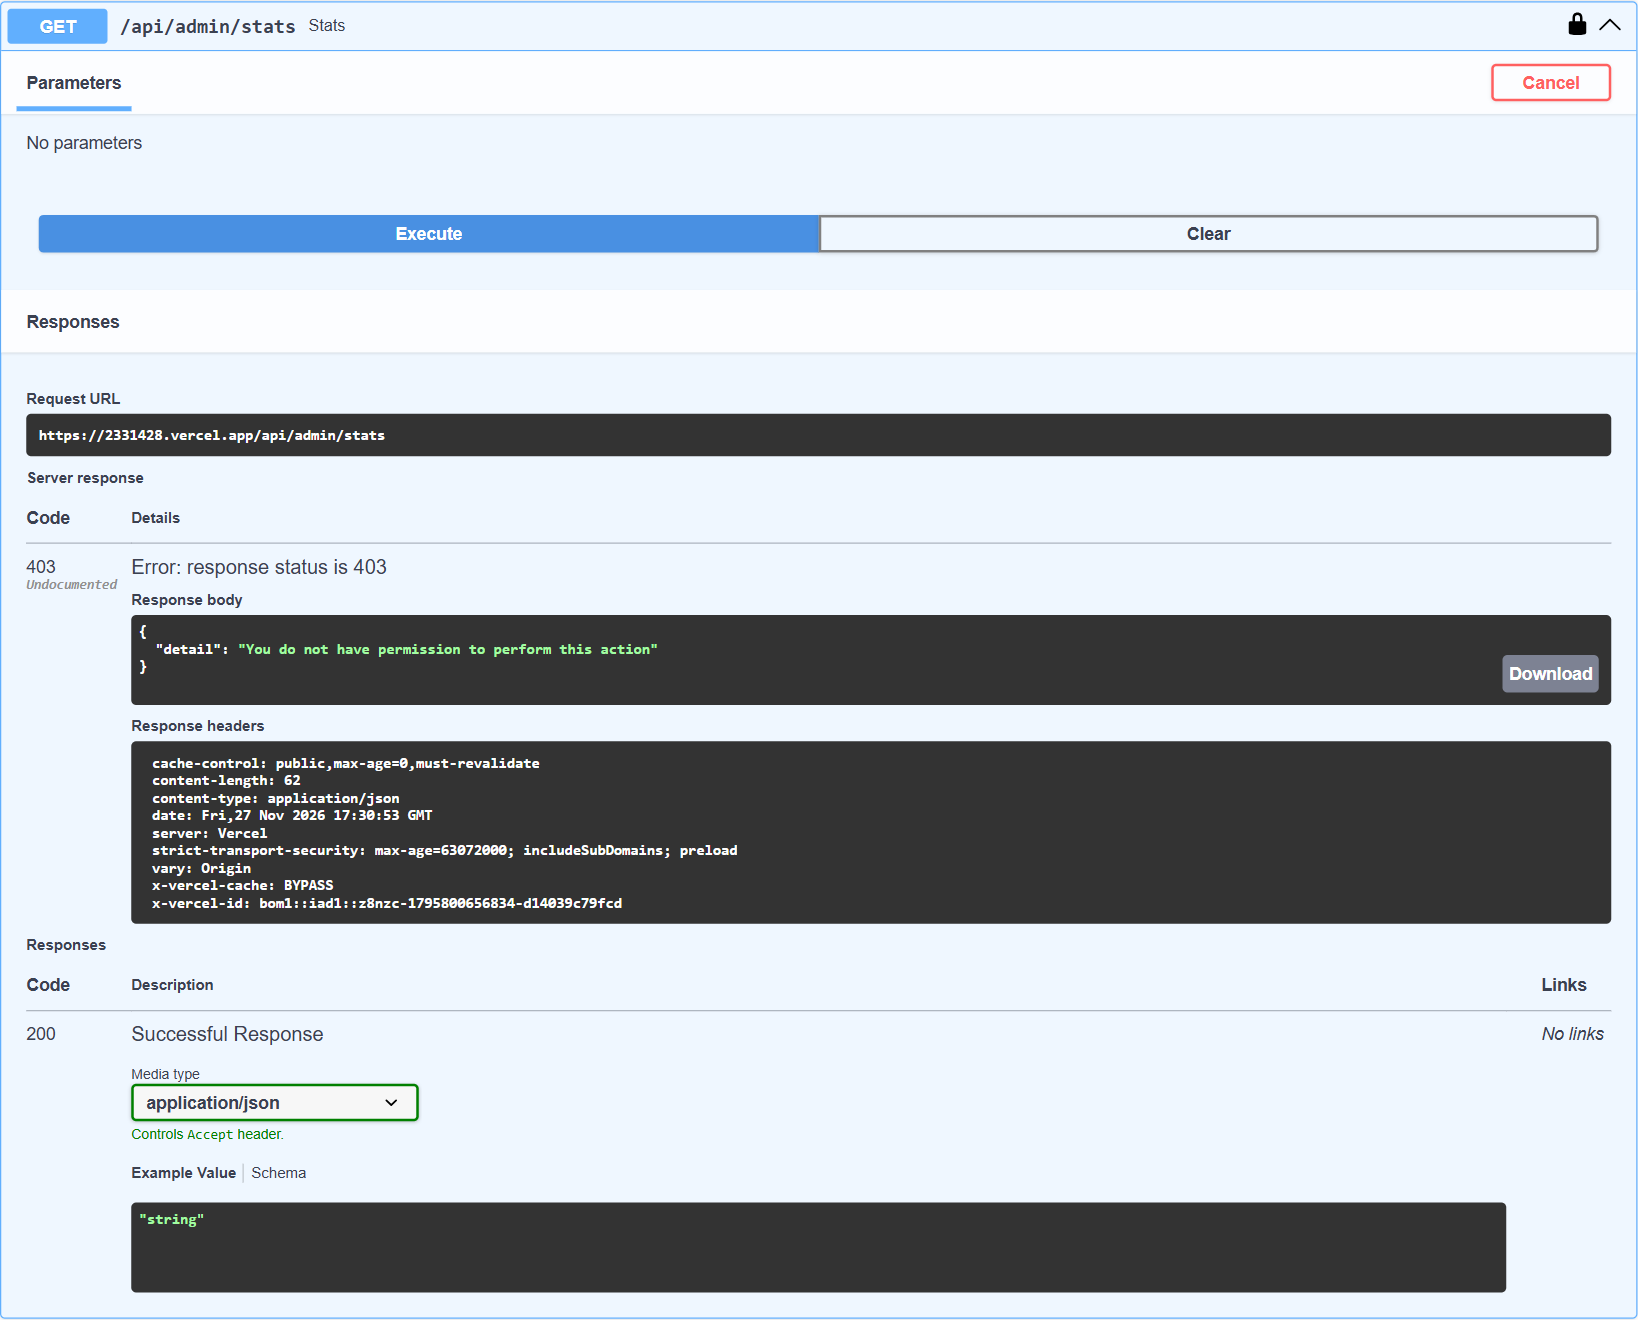 GET /api/admin/stats Stats
Parameters
Cancel
No parameters
Execute
Clear
Responses
Request URL
https://2331428.vercel.app/api/admin/stats
Server response
Code Details
403 Error: response status is 403
Undocumented
Response body
{
"detail": "You do not have permission to perform this action"
}
Download
Response headers
cache-control: public,max-age=0,must-revalidate
content-length: 62
content-type: application/json
date: Fri,27 Nov 2026 17:30:53 GMT
server: Vercel
strict-transport-security: max-age=63072000; includeSubDomains; preload
vary: Origin
x-vercel-cache: BYPASS
x-vercel-id: bom1::iad1::z8nzc-1795800656834-d14039c79fcd
Responses
Code Description Links
200 Successful Response No links
Media type
application/json
Controls Accept header.
Example Value Schema
"string"